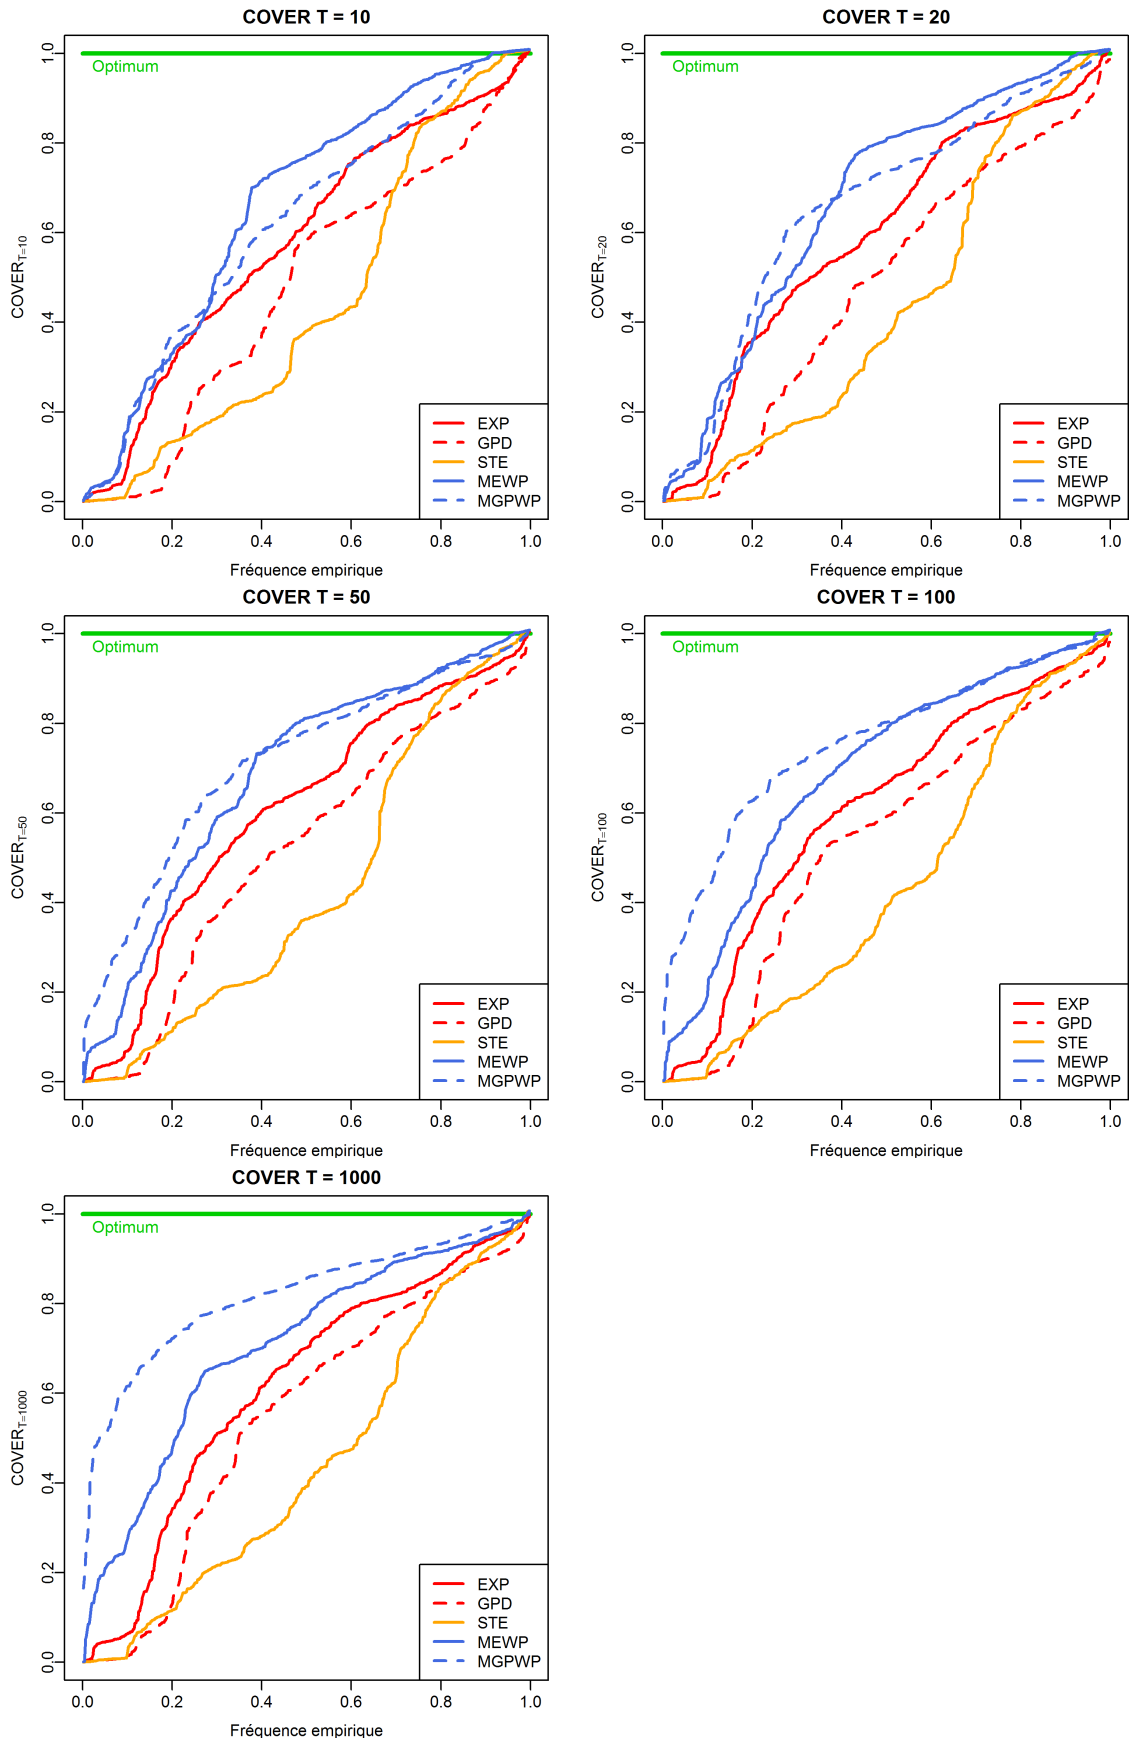 COVER T = 10
COVER T=10
0.0 0.2 0.4 0.6 0.8 1.0
Optimum
EXP
GPD
STE
MEWP
MGPWP
0.0 0.2 0.4 0.6 0.8 1.0
Fréquence empirique
COVER T = 20
COVER T=20
0.0 0.2 0.4 0.6 0.8 1.0
Optimum
EXP
GPD
STE
MEWP
MGPWP
0.0 0.2 0.4 0.6 0.8 1.0
Fréquence empirique
COVER T = 50
COVER T=50
0.0 0.2 0.4 0.6 0.8 1.0
Optimum
EXP
GPD
STE
MEWP
MGPWP
0.0 0.2 0.4 0.6 0.8 1.0
Fréquence empirique
COVER T = 100
COVER T=100
0.0 0.2 0.4 0.6 0.8 1.0
Optimum
EXP
GPD
STE
MEWP
MGPWP
0.0 0.2 0.4 0.6 0.8 1.0
Fréquence empirique
COVER T = 1000
COVER T=1000
0.0 0.2 0.4 0.6 0.8 1.0
Optimum
EXP
GPD
STE
MEWP
MGPWP
0.0 0.2 0.4 0.6 0.8 1.0
Fréquence empirique